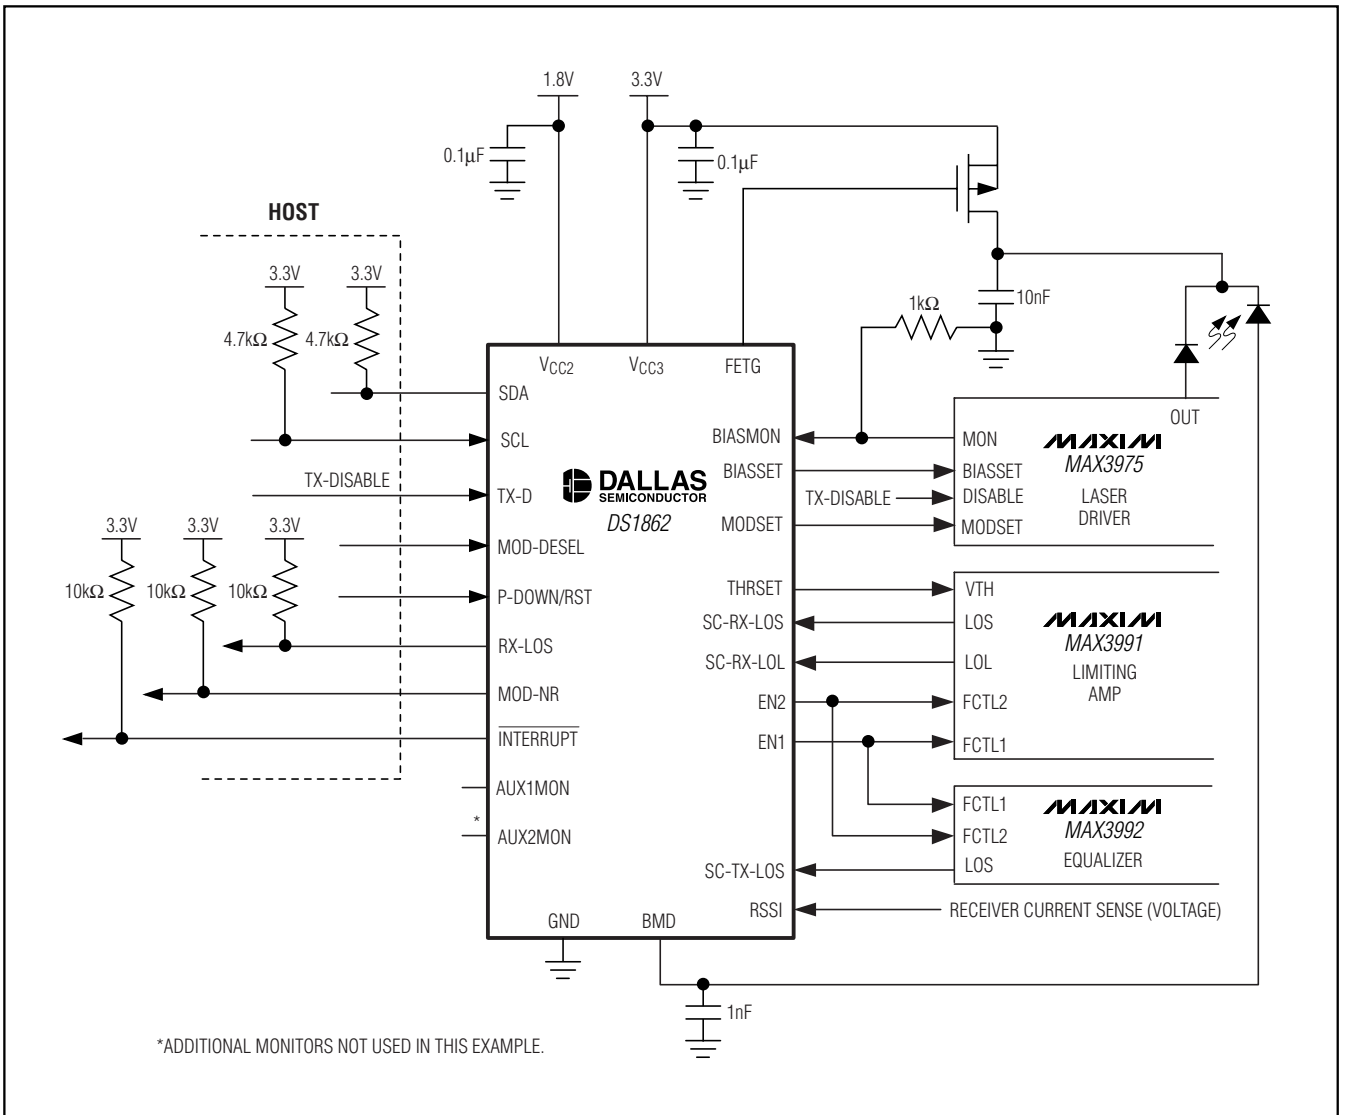 1.8V
3.3V
0.1µF
0.1µF
HOST
3.3V
3.3V
4.7kΩ
4.7kΩ
1kΩ
10nF
VCC2
VCC3
FETG
SDA
SCL
TX-DISABLE
TX-D
MOD-DESEL
P-DOWN/RST
3.3V
3.3V
3.3V
10kΩ
10kΩ
10kΩ
RX-LOS
MOD-NR
INTERRUPT
AUX1MON
*
AUX2MON
GND
BMD
DALLAS
SEMICONDUCTOR
DS1862
BIASMON
BIASSET
TX-DISABLE
MODSET
THRSET
SC-RX-LOS
SC-RX-LOL
EN2
EN1
SC-TX-LOS
RSSI
OUT
MON
BIASSET
DISABLE
MODSET
MAXIM
MAX3975
LASER
DRIVER
VTH
LOS
LOL
FCTL2
FCTL1
MAXIM
MAX3991
LIMITING
AMP
FCTL1
FCTL2
LOS
MAXIM
MAX3992
EQUALIZER
RECEIVER CURRENT SENSE (VOLTAGE)
1nF
*ADDITIONAL MONITORS NOT USED IN THIS EXAMPLE.